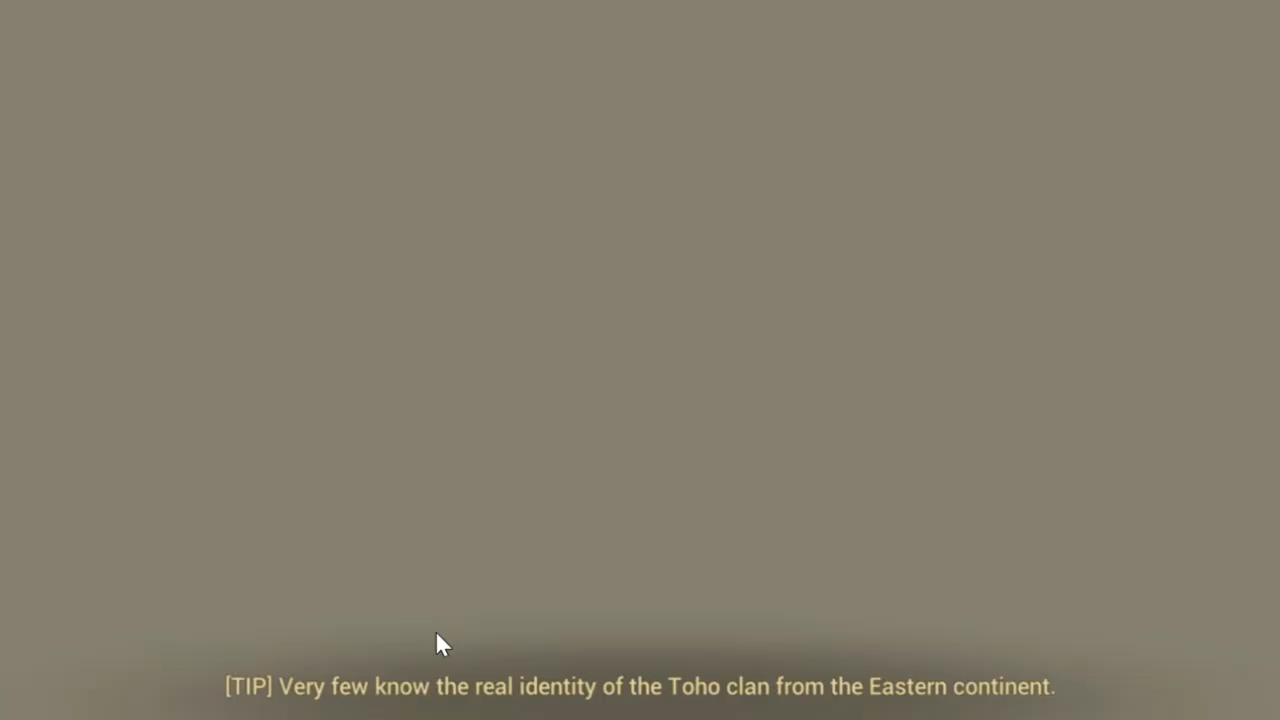 [TIP] Very few know the real identity of the Toho clan from the Eastern continent.